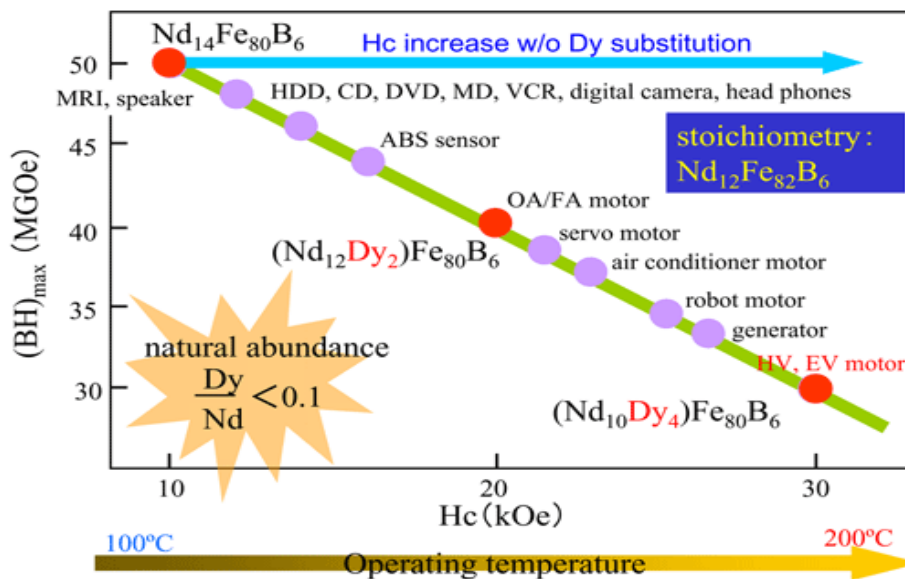 Nd₁₄Fe₈₀B₆
Hc increase w/o Dy substitution
50
MRI, speaker
HDD, CD, DVD, MD, VCR, digital camera, head phones
45
ABS sensor
stoichiometry :
Nd₁₂Fe₈₂B₆
(BH)max (MGOe)
40
OA/FA motor
(Nd₁₂Dy₂)Fe₈₀B₆
servo motor
air conditioner motor
35
robot motor
generator
natural abundance
Dy
Nd
<0.1
30
HV, EV motor
(Nd₁₀Dy₄)Fe₈₀B₆
10
20
30
Hc (kOe)
100ºC
200ºC
Operating temperature